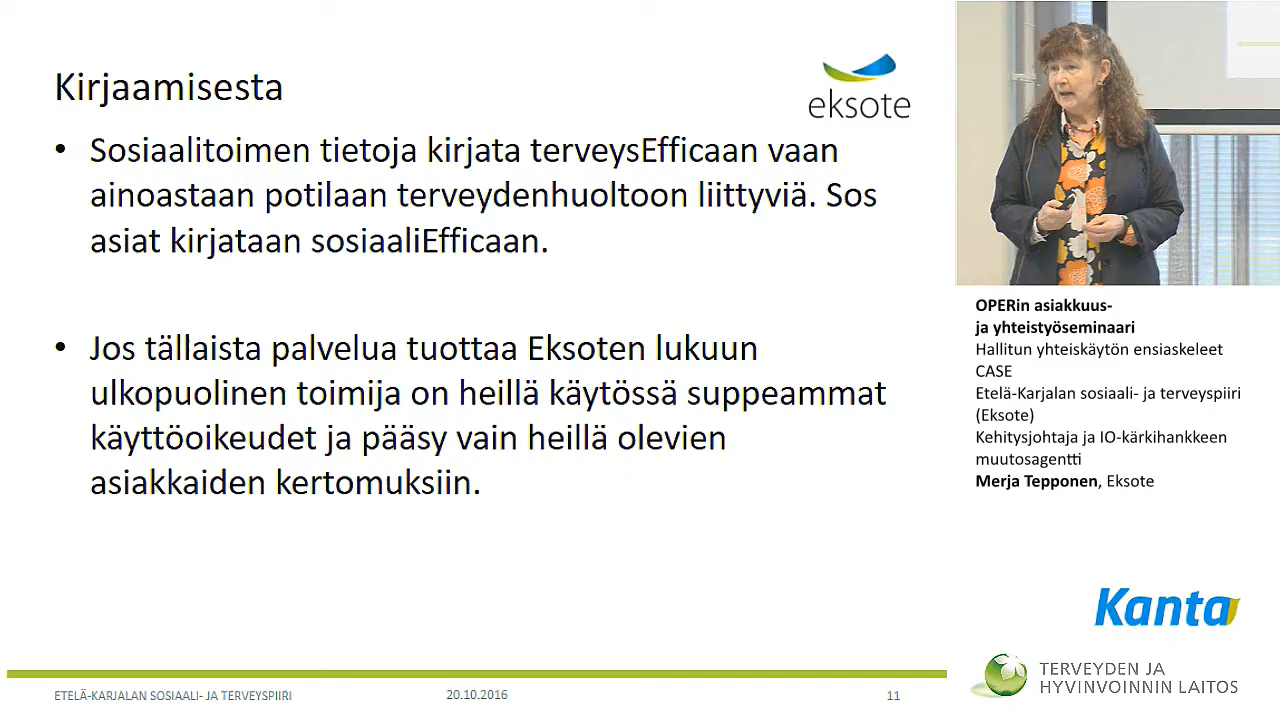 Kirjaamisesta
eksote
• Sosiaalitoimen tietoja kirjata terveysEfficaan vaan
ainoastaan potilaan terveydenhuoltoon liittyviä. Sos
asiat kirjataan sosiaaliEfficaan.
• Jos tällaista palvelua tuottaa Eksoten lukuun
ulkopuolinen toimija on heillä käytössä suppeammat
käyttöoikeudet ja pääsy vain heillä olevien
asiakkaiden kertomuksiin.
ETELÄ-KARJALAN SOSIAALI- JA TERVEYSPIIRI
20.10.2016
11
OPERin asiakkuus-
ja yhteistyöseminaari
Hallitun yhteiskäytön ensiaskeleet
CASE
Etelä-Karjalan sosiaali- ja terveyspiiri
(Eksote)
Kehitysjohtaja ja IO-kärkihankkeen
muutosagentti
Merja Tepponen, Eksote
Kanta
TERVEYDEN JA
HYVINVOINNIN LAITOS